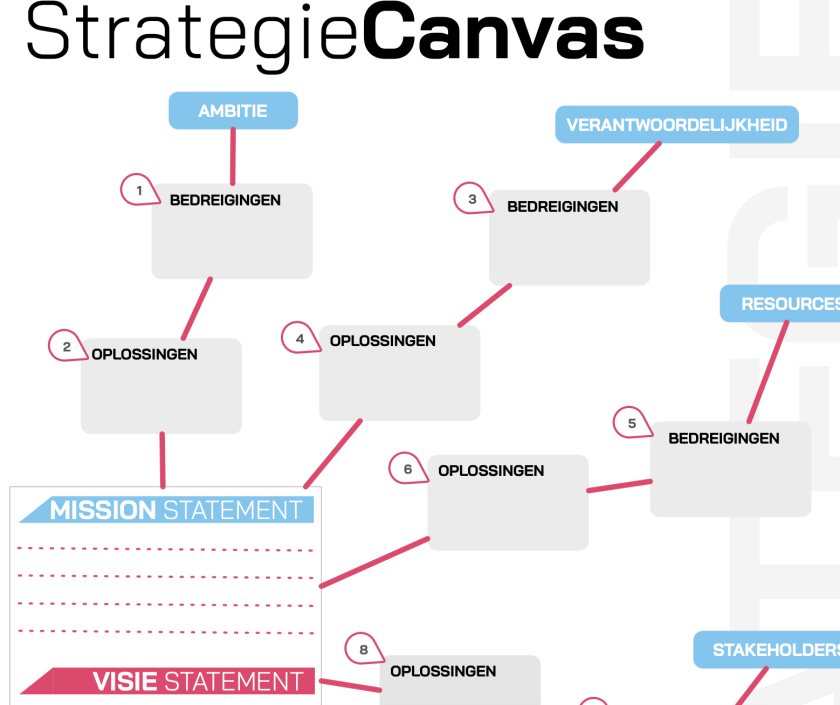 StrategieCanvas
AMBITIE
VERANTWOORDELIJKHEID
1
BEDREIGINGEN
3
BEDREIGINGEN
RESOURCES
2
OPLOSSINGEN
4
OPLOSSINGEN
5
BEDREIGINGEN
6
OPLOSSINGEN
MISSION STATEMENT
STAKEHOLDERS
8
OPLOSSINGEN
VISIE STATEMENT